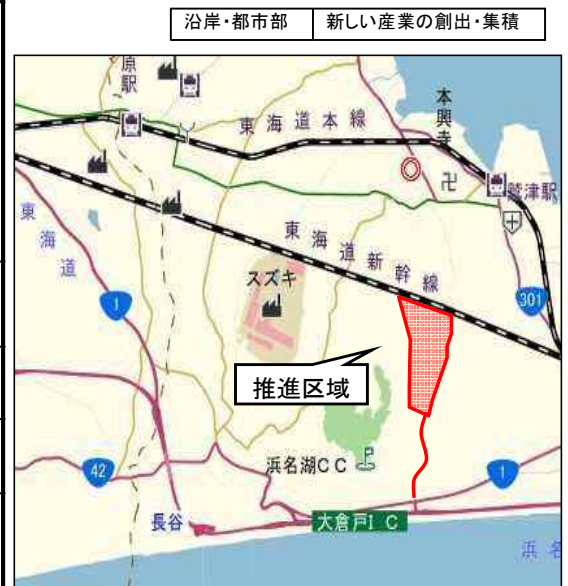 沿岸・都市部 新しい産業の創出・集積
原駅
東海道本線
本興寺
鷲津駅
東海道
東海道新幹線
スズキ
1
301
推進区域
浜名湖CC
42
1
長谷
大倉戸IC
浜名